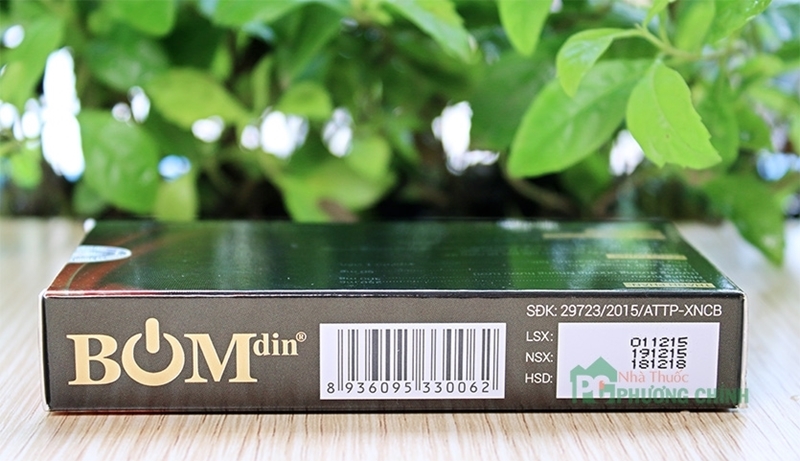 BOMdin®
8 936095 330062
SĐK: 29723/2015/ATTP-XNCB
LSX: 011215
NSX: 191215
HSD: 181218
Nhà Thuốc
PHƯƠNG CHINH